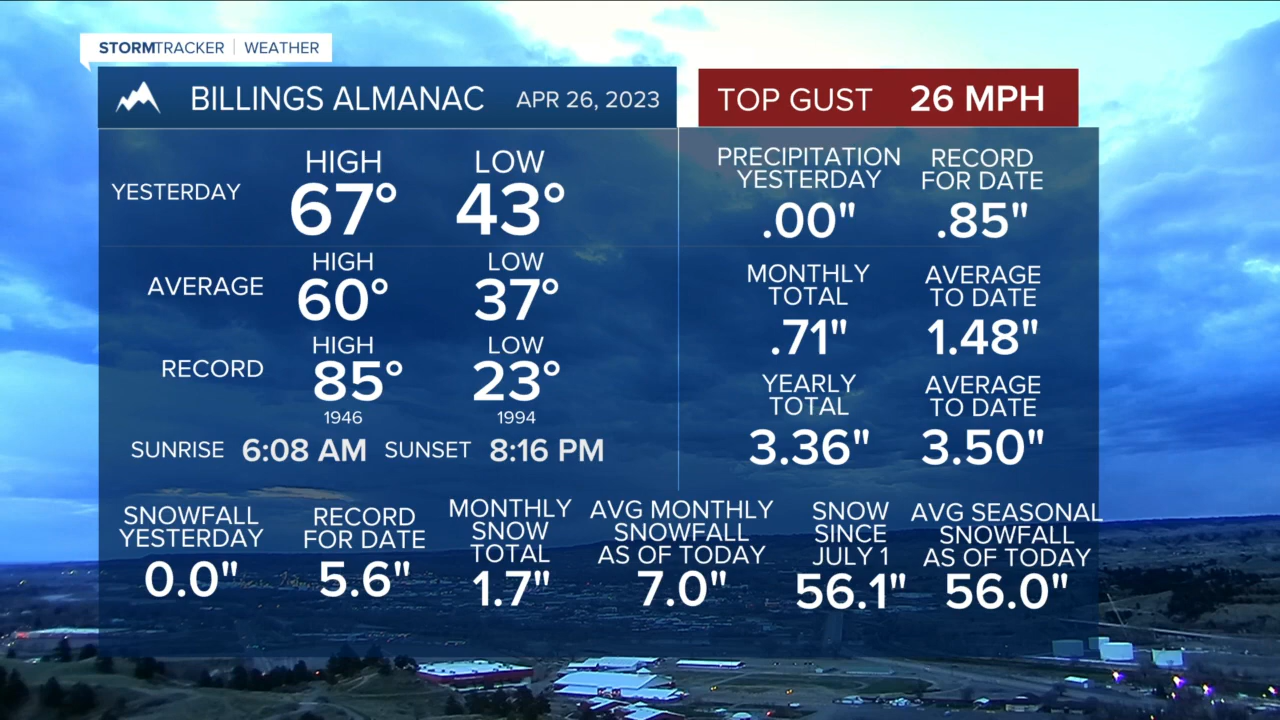 STORMTRACKER | WEATHER
BILLINGS ALMANAC APR 26, 2023
TOP GUST 26 MPH
HIGH LOW
YESTERDAY 67° 43°
HIGH LOW
AVERAGE 60° 37°
HIGH LOW
RECORD 85° 23°
1946 1994
SUNRISE 6:08 AM SUNSET 8:16 PM
PRECIPITATION RECORD
YESTERDAY FOR DATE
.00" .85"
MONTHLY AVERAGE
TOTAL TO DATE
.71" 1.48"
YEARLY AVERAGE
TOTAL TO DATE
3.36" 3.50"
SNOWFALL
YESTERDAY
0.0"
RECORD
FOR DATE
5.6"
MONTHLY
SNOW
TOTAL
1.7"
AVG MONTHLY
SNOWFALL
AS OF TODAY
7.0"
SNOW
SINCE
JULY 1
56.1"
AVG SEASONAL
SNOWFALL
AS OF TODAY
56.0"